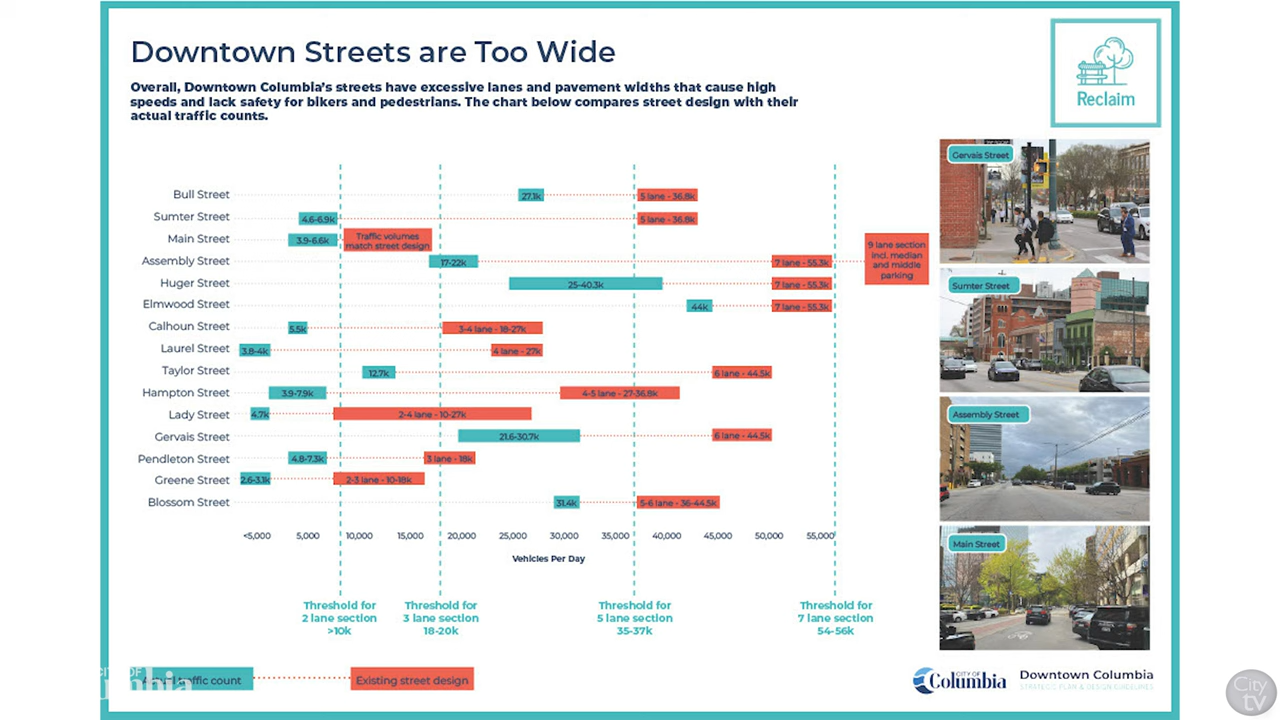 Downtown Streets are Too Wide
Overall, Downtown Columbia's streets have excessive lanes and pavement widths that cause high
speeds and lack safety for bikers and pedestrians. The chart below compares street design with their
actual traffic counts.
Reclaim
Bull Street
27.1k
5 lane - 36.8k
Sumter Street
4.6-6.9k
5 lane - 36.8k
Main Street
3.9-6.6k
Traffic volumes
match street design
Assembly Street
17-22k
7 lane - 55.3k
9 lane section
incl. median
and middle
parking
Huger Street
25-40.3k
7 lane - 55.3k
Elmwood Street
44k
7 lane - 55.3k
Calhoun Street
5.5k
3-4 lane - 18-27k
Laurel Street
3.8-4k
4 lane - 27k
Taylor Street
12.7k
6 lane - 44.5k
Hampton Street
3.9-7.9k
4-5 lane - 27-36.8k
Lady Street
4.7k
2-4 lane - 10-27k
Gervais Street
21.6-30.7k
6 lane - 44.5k
Pendleton Street
4.8-7.3k
3 lane - 18k
Greene Street
2.6-3.1k
2-3 lane - 10-18k
Blossom Street
31.4k
5-6 lane - 36-44.5k
<5,000 5,000 10,000 15,000 20,000 25,000 30,000 35,000 40,000 45,000 50,000 55,000
Vehicles Per Day
Threshold for
2 lane section
>10k
Threshold for
3 lane section
18-20k
Threshold for
5 lane section
35-37k
Threshold for
7 lane section
54-56k
traffic count
Existing street design
Gervais Street
Sumter Street
Assembly Street
Main Street
CITY OF
Columbia
Downtown Columbia
STRATEGIC PLAN & DESIGN GUIDELINES
City
tv